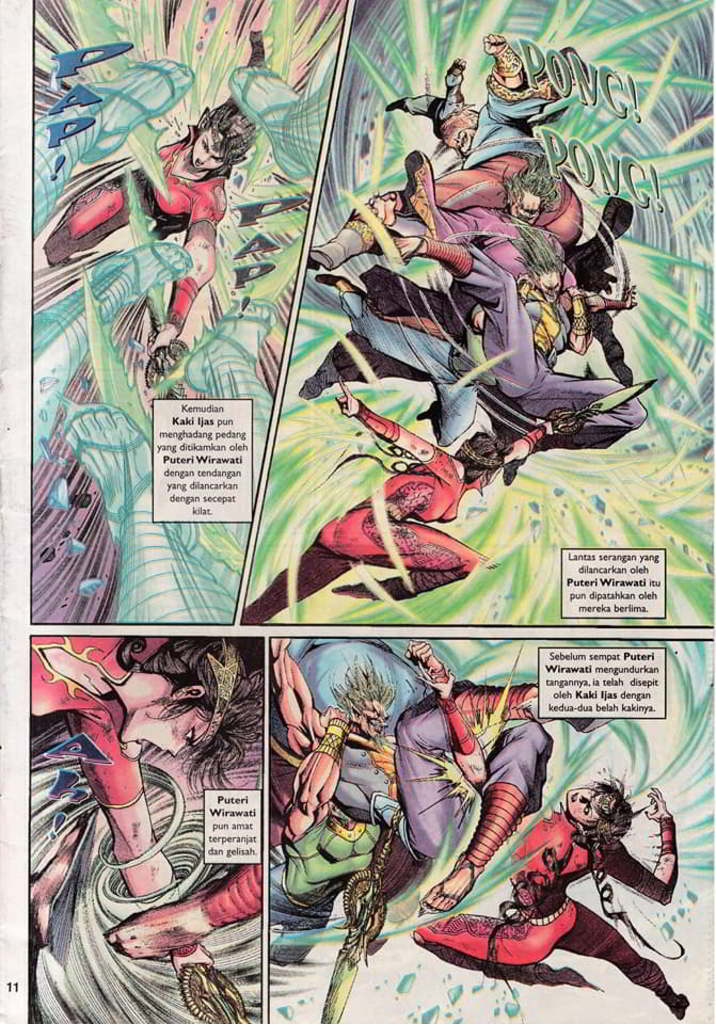 PAP!
PAP!
Kemudian
Kaki Ijas pun
menghadang pedang
yang ditikamkan oleh
Puteri Wirawati
dengan tendangan
yang dilancarkan
dengan secepat
kilat.
PONG!
PONG!
Lantas serangan yang
dilancarkan oleh
Puteri Wirawati itu
pun dipatahkan oleh
mereka berlima.
A..A..!
Puteri
Wirawati
pun amat
terperanjat
dan gelisah.
Sebelum sempat Puteri
Wirawati mengundurkan
tangannya, ia telah disepit
oleh Kaki Ijas dengan
kedua-dua belah kakinya.
11